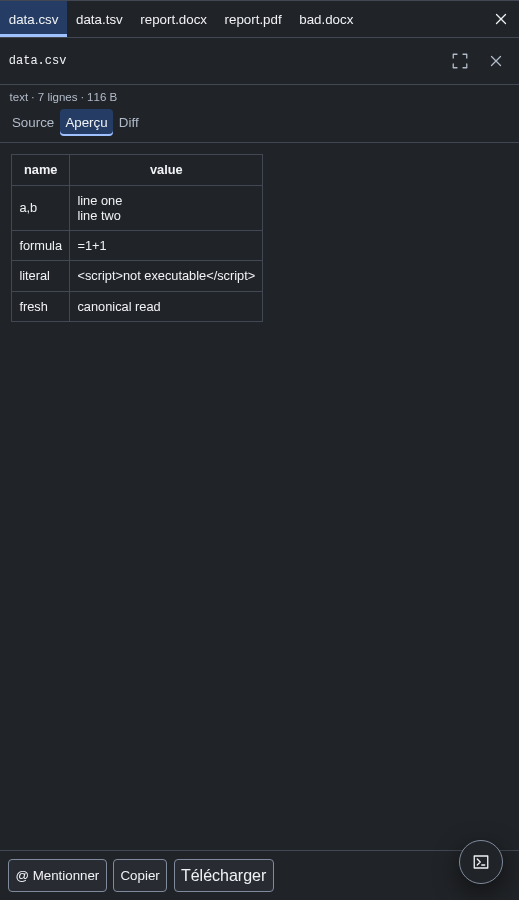 data.csv data.tsv report.docx report.pdf bad.docx
data.csv
text · 7 lignes · 116 B
Source Aperçu Diff
name value
a,b line one
line two
formula =1+1
literal <script>not executable</script>
fresh canonical read
@ Mentionner Copier Télécharger